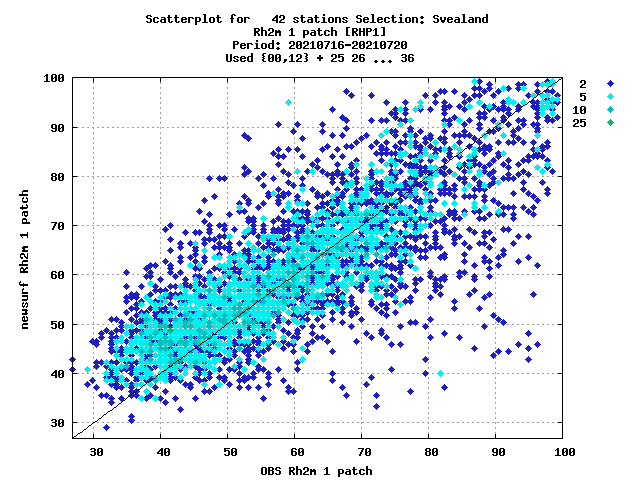 Scatterplot for   42 stations Selection: Svealand
Rh2m 1 patch [RHP1]
Period: 20210716-20210720
Used {00,12} + 25 26 ... 36
100
90
80
70
60
50
40
30
newsurf Rh2m 1 patch
2
5
10
25
30 40 50 60 70 80 90 100
OBS Rh2m 1 patch